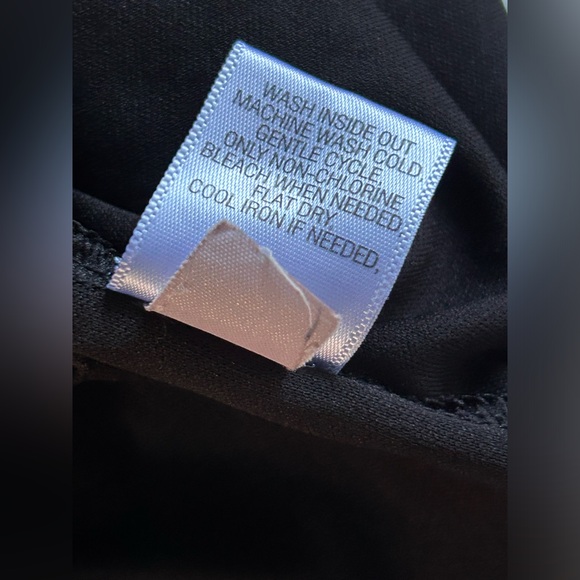 WASH INSIDE OUT
MACHINE WASH COLD,
GENTLE CYCLE
ONLY NON-CHLORINE
BLEACH WHEN NEEDED,
FLAT DRY
COOL IRON IF NEEDED,